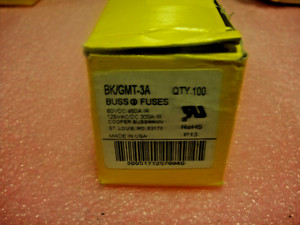 BK/GMT-3A QTY.100
BUSS FUSES
60VDC 450A IR
125VAC/DC 300A IR
COOPER BUSSMANN
ST. LOUIS, MO. 63178
MADE IN USA
RoHS